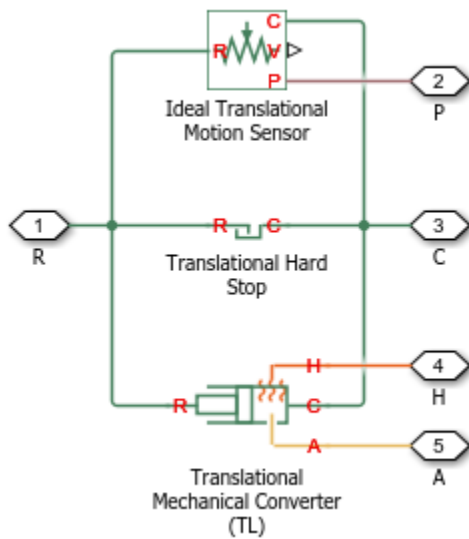 C
R V
P
2
P
Ideal Translational
Motion Sensor
1
R
R C
3
C
Translational Hard
Stop
H
4
H
R C
A
5
A
Translational
Mechanical Converter
(TL)